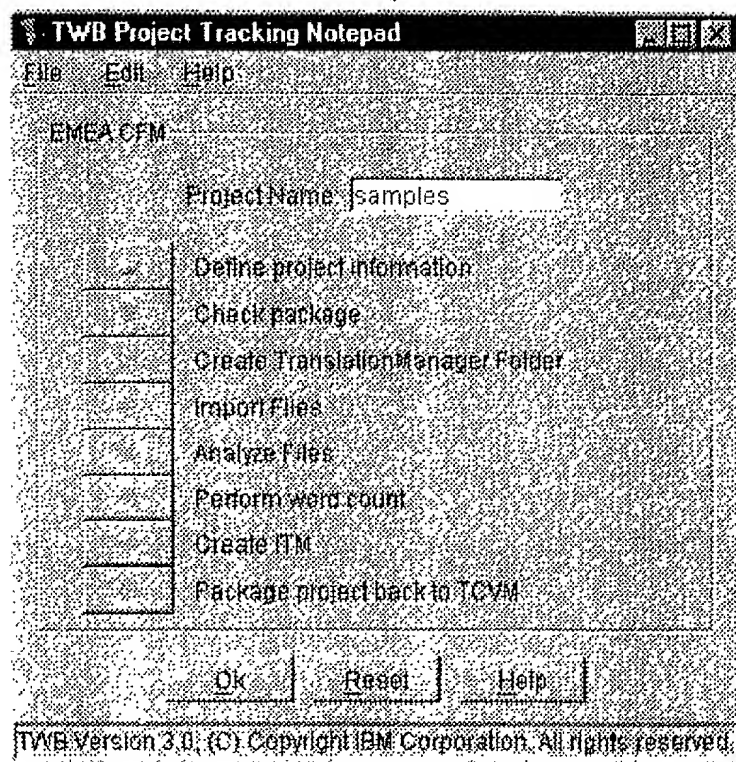 TWB Project Tracking Notepad
File Edit Help
EMEA CFM
Project Name: samples
Define project information
Check package
Create TranslationManager Folder
Import Files
Analyze Files
Perform word count
Create ITM
Package project back to TCVM
Ok Reset Help
TWB Version 3.0, (C) Copyright IBM Corporation. All rights reserved.